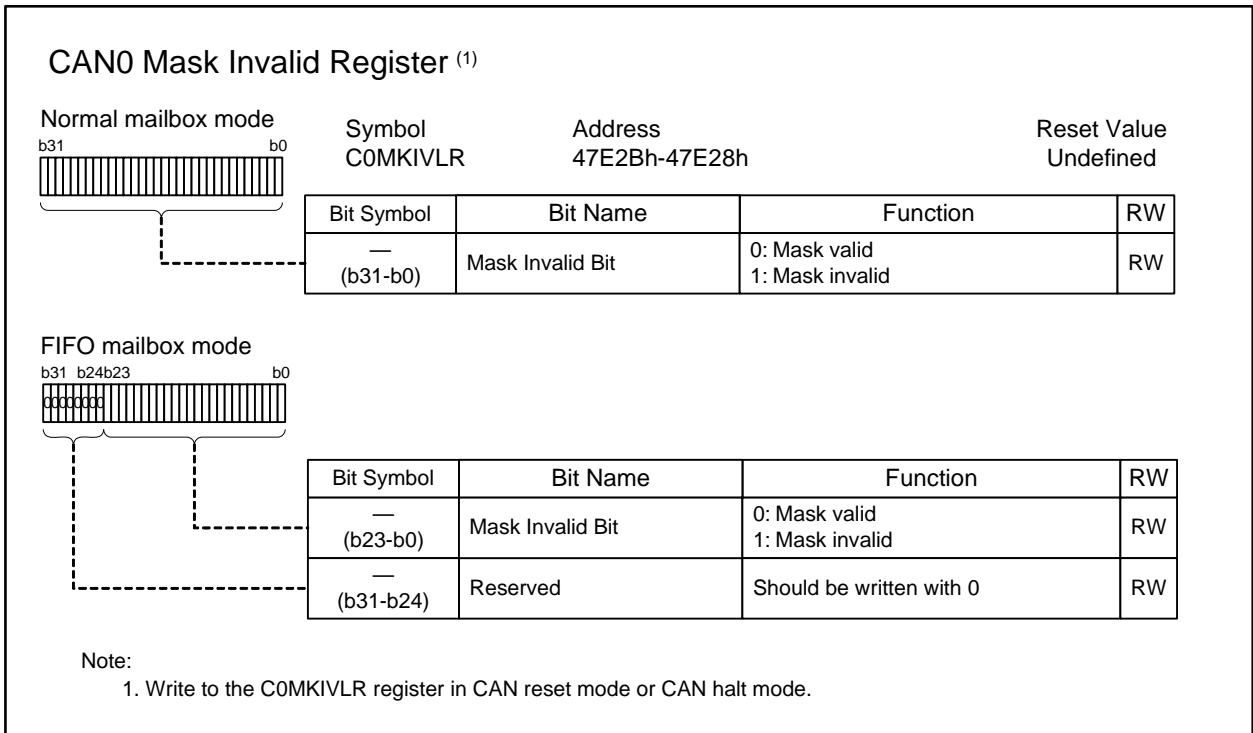 CAN0 Mask Invalid Register (1)
Normal mailbox mode
b31 b0
Symbol Address Reset Value
C0MKIVLR 47E2Bh-47E28h Undefined
Bit Symbol Bit Name Function RW
—
(b31-b0) Mask Invalid Bit 0: Mask valid
1: Mask invalid RW
FIFO mailbox mode
b31 b24b23 b0
00000000
Bit Symbol Bit Name Function RW
—
(b23-b0) Mask Invalid Bit 0: Mask valid
1: Mask invalid RW
—
(b31-b24) Reserved Should be written with 0 RW
Note:
1. Write to the C0MKIVLR register in CAN reset mode or CAN halt mode.